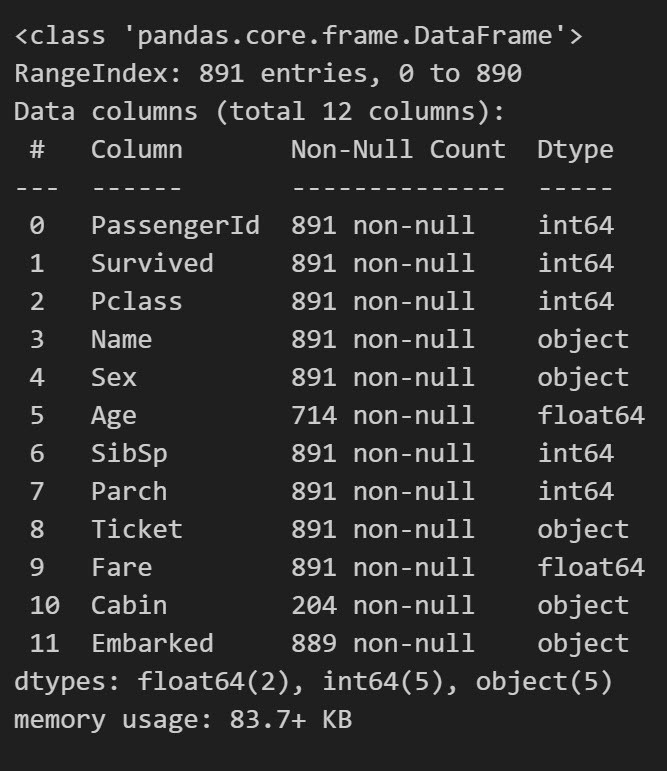 <class 'pandas.core.frame.DataFrame'>
RangeIndex: 891 entries, 0 to 890
Data columns (total 12 columns):
 #   Column       Non-Null Count  Dtype
---  ------       --------------  -----
 0   PassengerId  891 non-null    int64
 1   Survived     891 non-null    int64
 2   Pclass       891 non-null    int64
 3   Name         891 non-null    object
 4   Sex          891 non-null    object
 5   Age          714 non-null    float64
 6   SibSp        891 non-null    int64
 7   Parch        891 non-null    int64
 8   Ticket       891 non-null    object
 9   Fare         891 non-null    float64
 10  Cabin        204 non-null    object
 11  Embarked     889 non-null    object
dtypes: float64(2), int64(5), object(5)
memory usage: 83.7+ KB